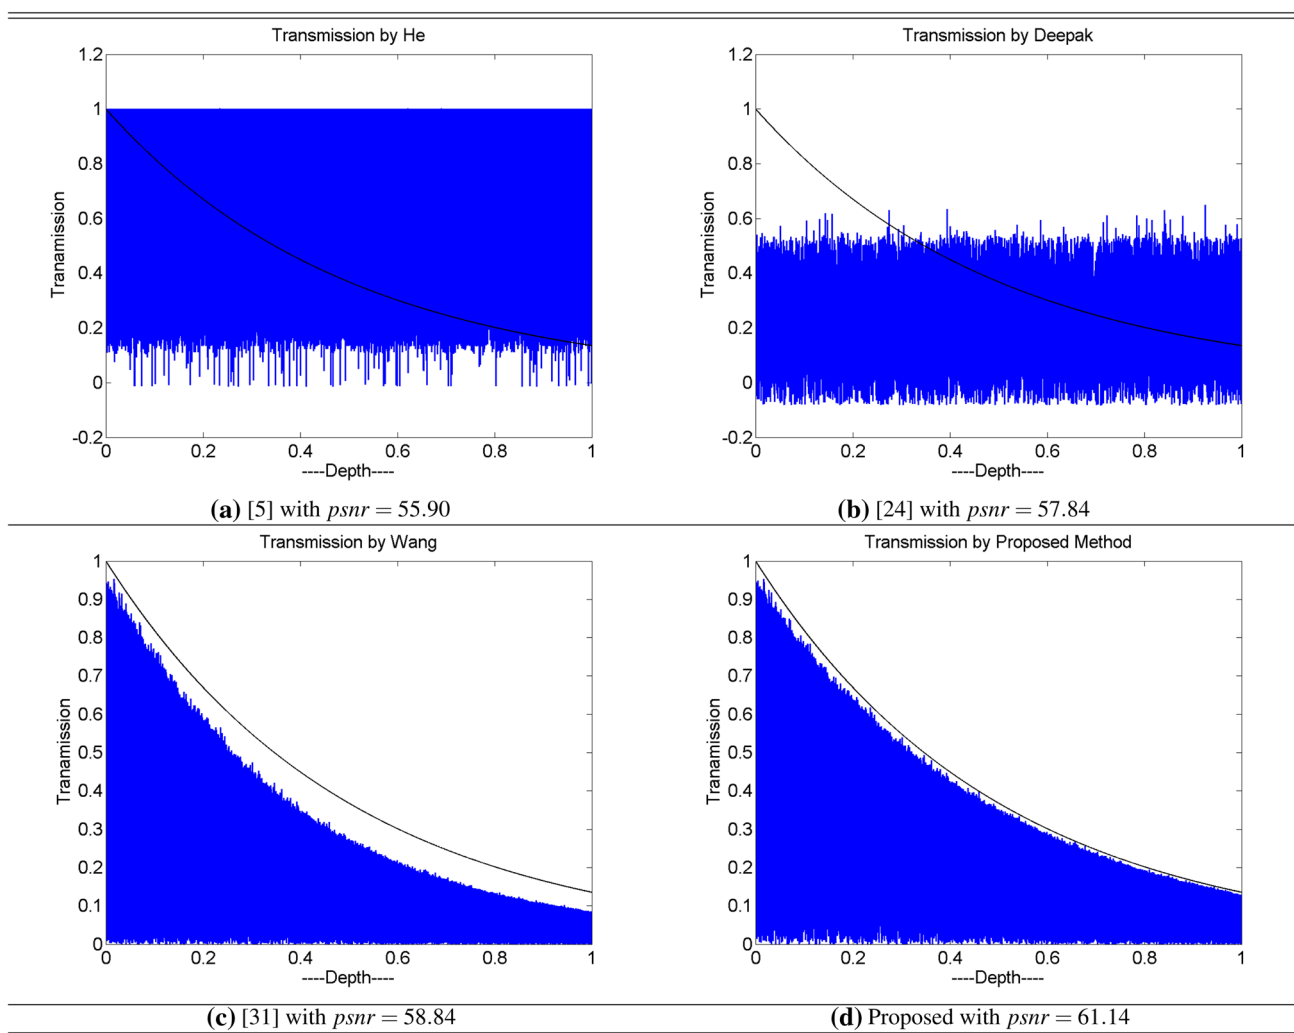 Transmission by He
1.2
1
0.8
0.6
0.4
0.2
0
-0.2
Tranamission
0 0.2 0.4 0.6 0.8 1
----Depth----
(a) [5] with psnr = 55.90
Transmission by Deepak
1.2
1
0.8
0.6
0.4
0.2
0
-0.2
Tranamission
0 0.2 0.4 0.6 0.8 1
----Depth----
(b) [24] with psnr = 57.84
Transmission by Wang
1
0.9
0.8
0.7
0.6
0.5
0.4
0.3
0.2
0.1
0
Tranamission
0 0.2 0.4 0.6 0.8 1
----Depth----
(c) [31] with psnr = 58.84
Transmission by Proposed Method
1
0.9
0.8
0.7
0.6
0.5
0.4
0.3
0.2
0.1
0
Tranamission
0 0.2 0.4 0.6 0.8 1
----Depth----
(d) Proposed with psnr = 61.14